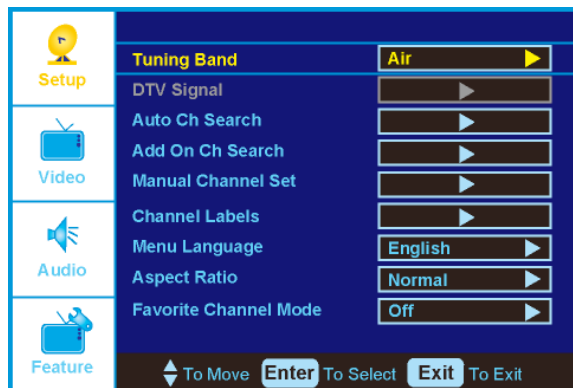 Setup
Video
Audio
Feature
Tuning Band Air
DTV Signal
Auto Ch Search
Add On Ch Search
Manual Channel Set
Channel Labels
Menu Language English
Aspect Ratio Normal
Favorite Channel Mode Off
To Move Enter To Select Exit To Exit